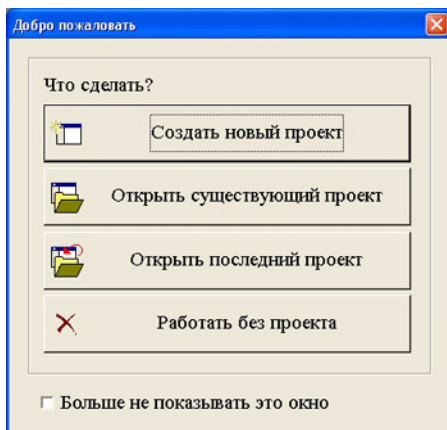 Добро пожаловать
Что сделать?
Создать новый проект
Открыть существующий проект
Открыть последний проект
Работать без проекта
Больше не показывать это окно